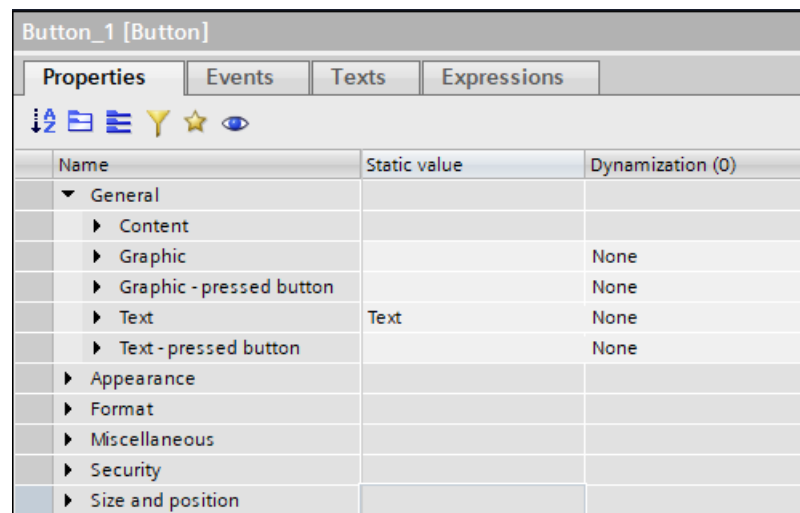 Button_1 [Button]
Properties Events Texts Expressions
Name Static value Dynamization (0)
General
Content
Graphic None
Graphic - pressed button None
Text Text None
Text - pressed button None
Appearance
Format
Miscellaneous
Security
Size and position